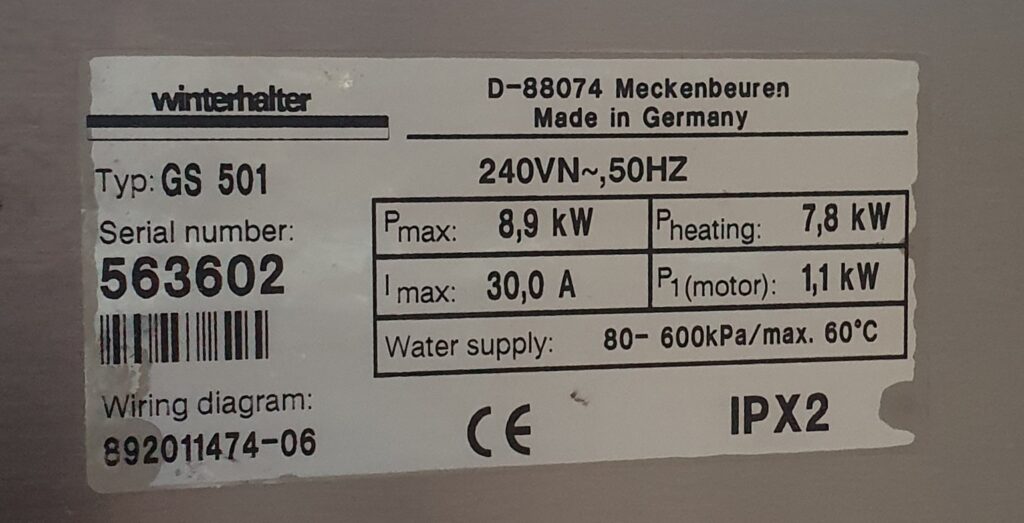 winterhalter
D-88074 Meckenbeuren
Made in Germany
Typ: GS 501
240VN~,50HZ
Serial number:
563602
Pmax: 8,9 kW
Pheating: 7,8 kW
I max: 30,0 A
P1(motor): 1,1 kW
Water supply: 80- 600kPa/max. 60°C
Wiring diagram:
892011474-06
CE
IPX2